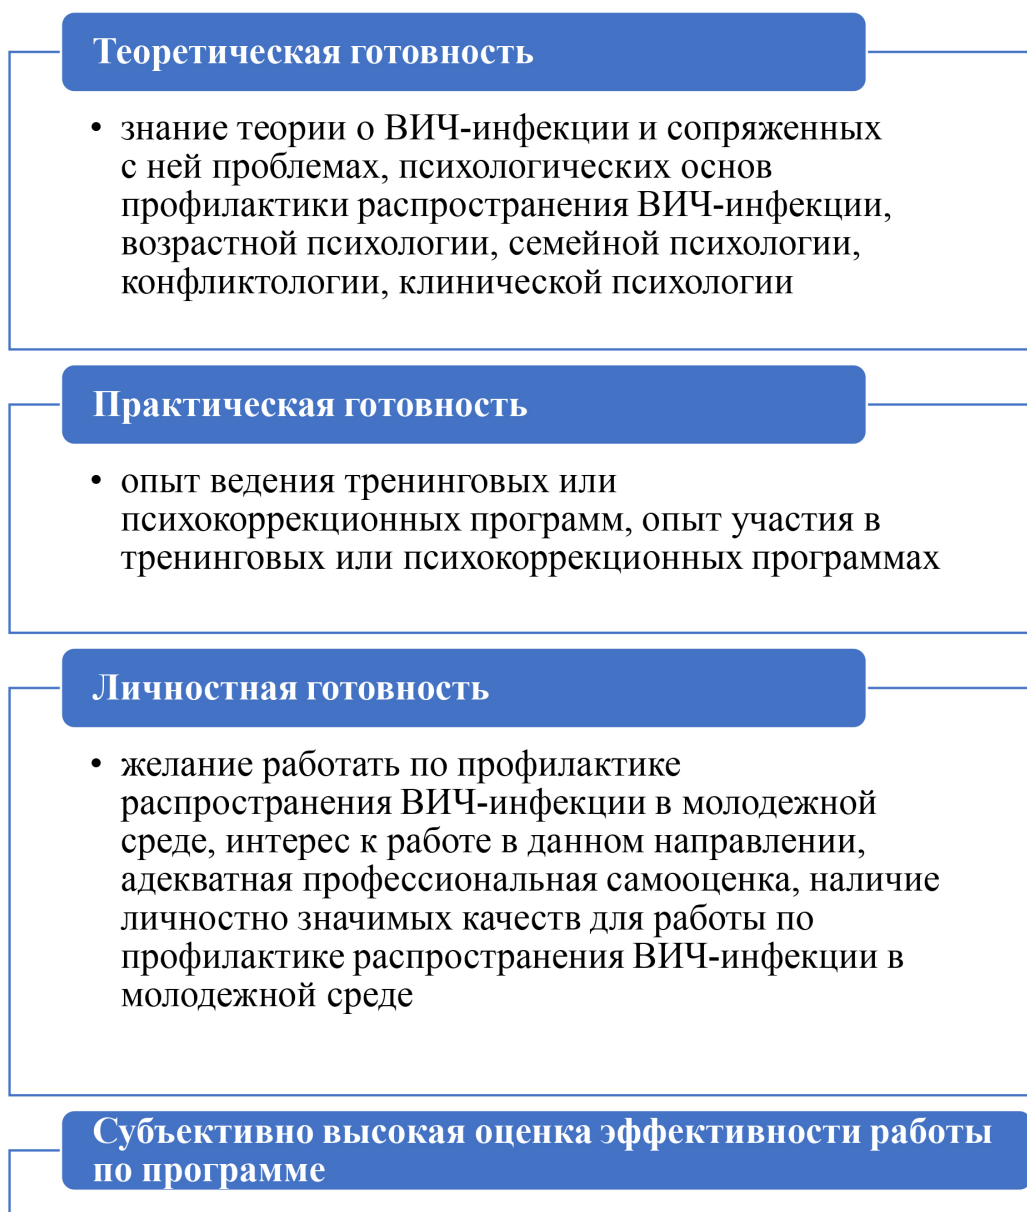 Теоретическая готовность
• знание теории о ВИЧ-инфекции и сопряженных
с ней проблемах, психологических основ
профилактики распространения ВИЧ-инфекции,
возрастной психологии, семейной психологии,
конфликтологии, клинической психологии
Практическая готовность
• опыт ведения тренинговых или
психокоррекционных программ, опыт участия в
тренинговых или психокоррекционных программах
Личностная готовность
• желание работать по профилактике
распространения ВИЧ-инфекции в молодежной
среде, интерес к работе в данном направлении,
адекватная профессиональная самооценка, наличие
личностно значимых качеств для работы по
профилактике распространения ВИЧ-инфекции в
молодежной среде
Субъективно высокая оценка эффективности работы
по программе